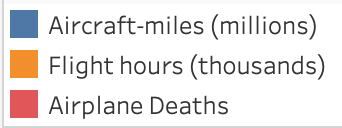 Aircraft-miles (millions)
Flight hours (thousands)
Airplane Deaths